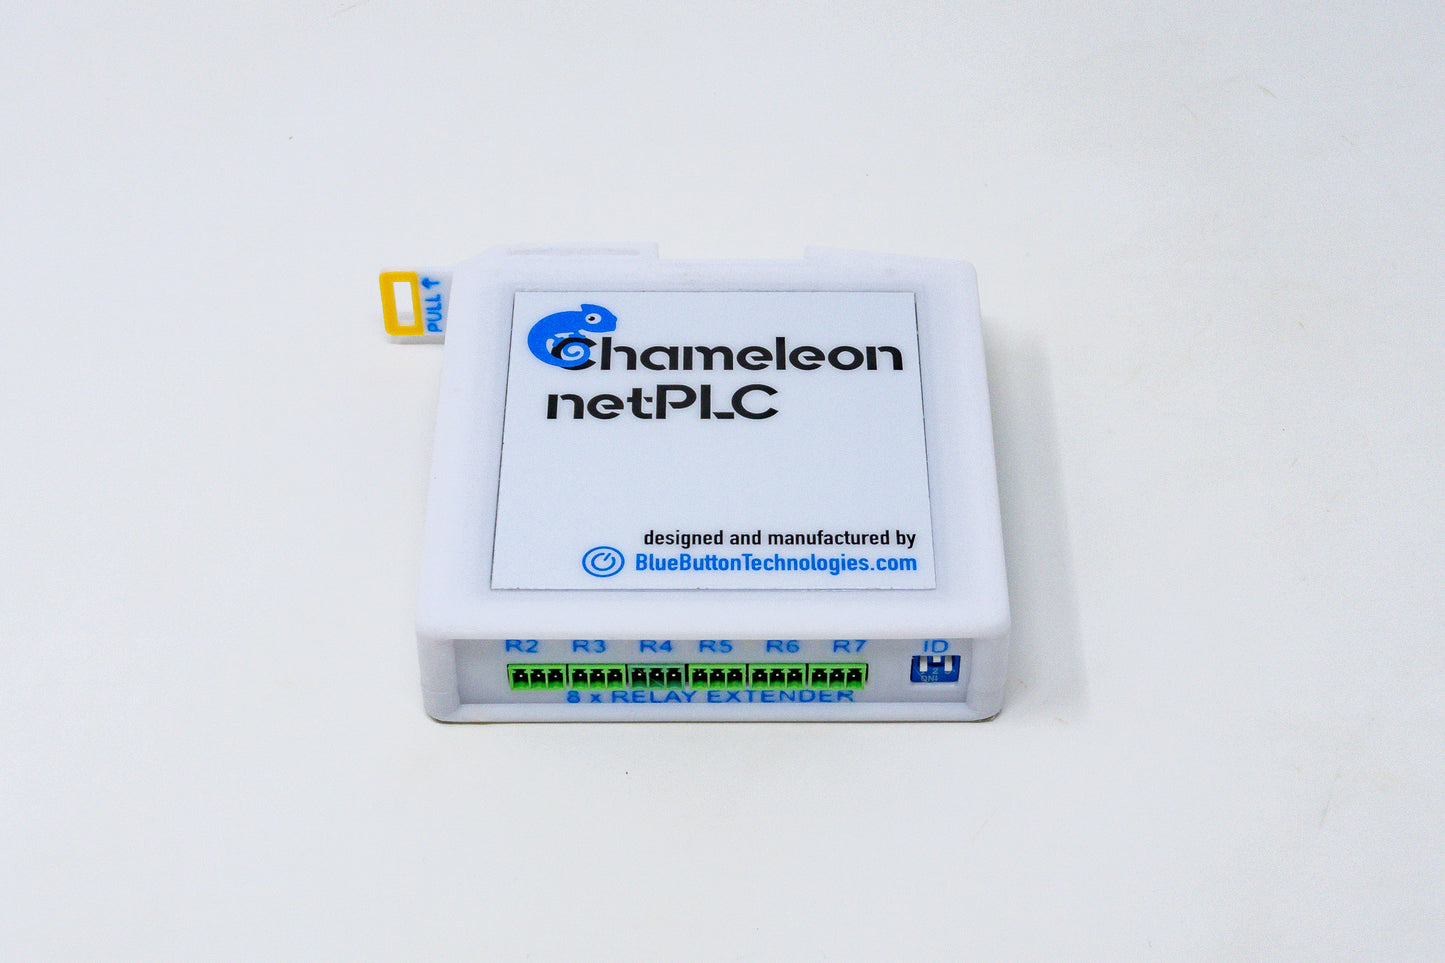 PULL ↑
Chameleon
netPLC
designed and manufactured by
BlueButtonTechnologies.com
R2 R3 R4 R5 R6 R7 ID
8 x RELAY EXTENDER